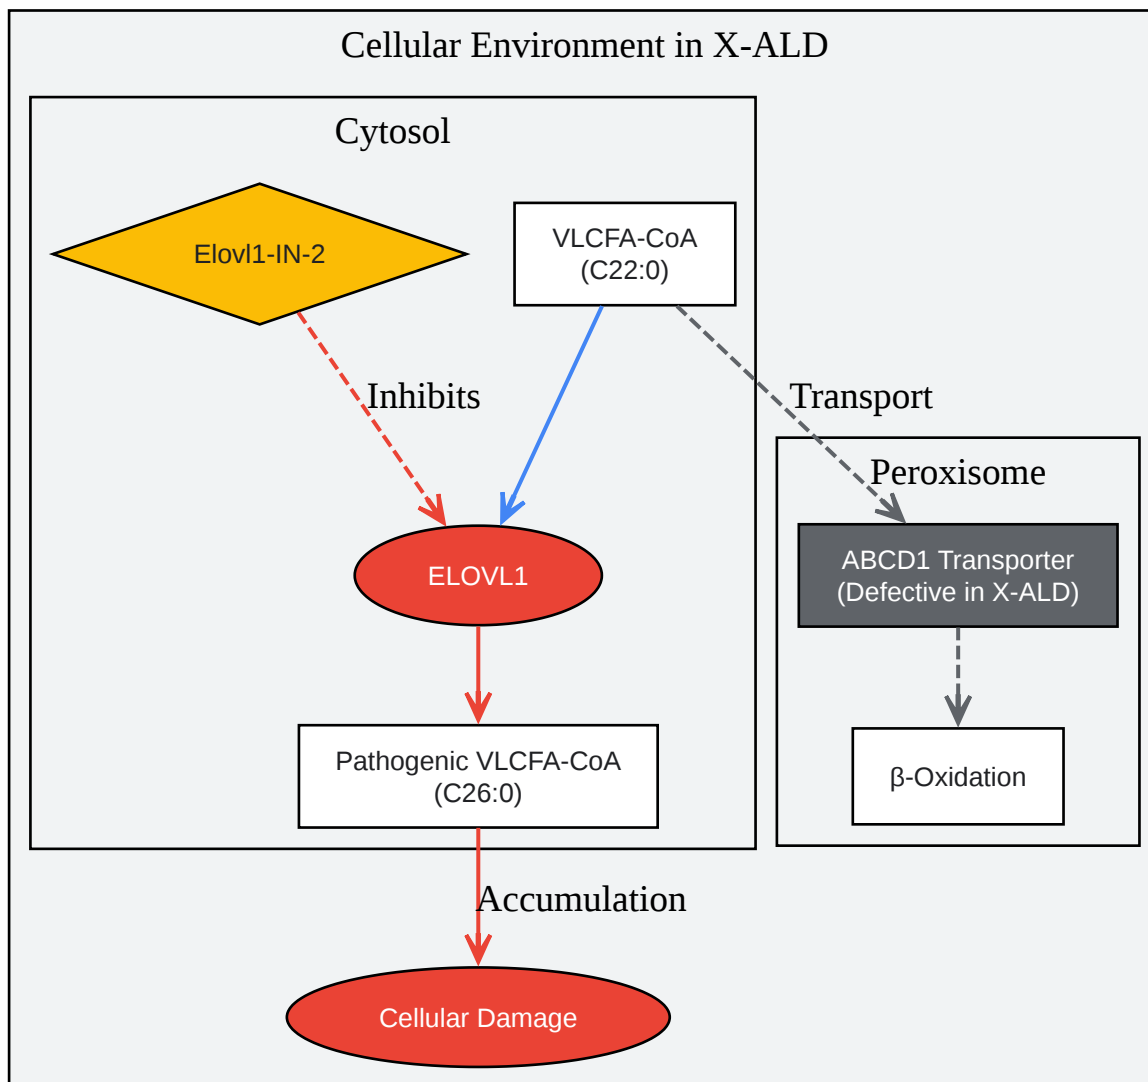 Cellular Environment in X-ALD
Cytosol
Elovl1-IN-2
VLCFA-CoA
(C22:0)
Inhibits
Transport
Peroxisome
ELOVL1
ABCD1 Transporter
(Defective in X-ALD)
Pathogenic VLCFA-CoA
(C26:0)
β-Oxidation
Accumulation
Cellular Damage